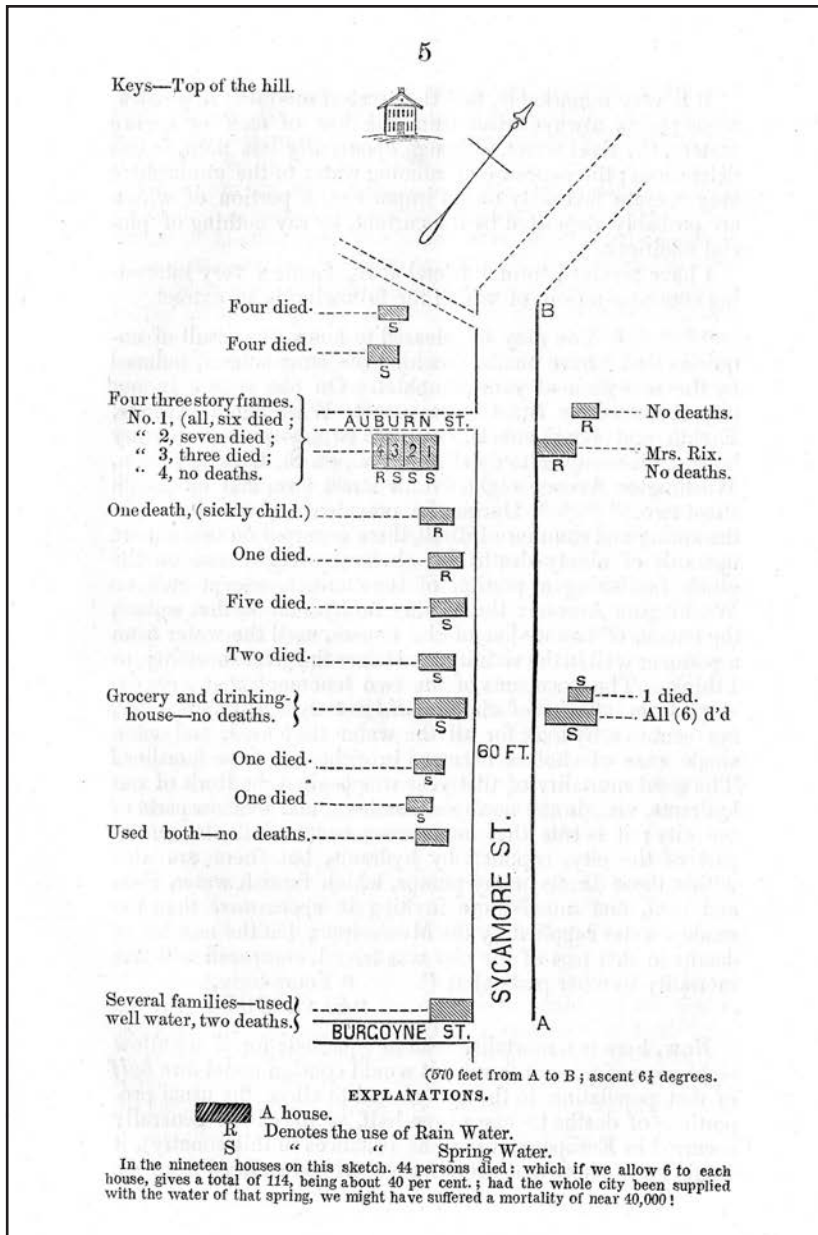 5
Keys—Top of the hill.
B
Four died.
S
Four died.
S
Four three story frames.
No. 1, (all, six died ;
“ 2, seven died ;
“ 3, three died ;
“ 4, no deaths.
AUBURN ST.
4 3 2 1
R S S S
R
No deaths.
R
Mrs. Rix.
No deaths.
One death, (sickly child.)
R
One died.
R
Five died.
S
Two died.
S
Grocery and drinking-
house—no deaths.
S
S
1 died.
S
All (6) d'd
60 FT.
One died.
S
One died
S
Used both—no deaths.
SYCAMORE ST.
Several families—used
well water, two deaths.
BURGOYNE ST.
A
(570 feet from A to B ; ascent 6¼ degrees.
EXPLANATIONS.
A house.
R Denotes the use of Rain Water.
S “ “ Spring Water.
In the nineteen houses on this sketch. 44 persons died: which if we allow 6 to each
house, gives a total of 114, being about 40 per cent.; had the whole city been supplied
with the water of that spring, we might have suffered a mortality of near 40,000!